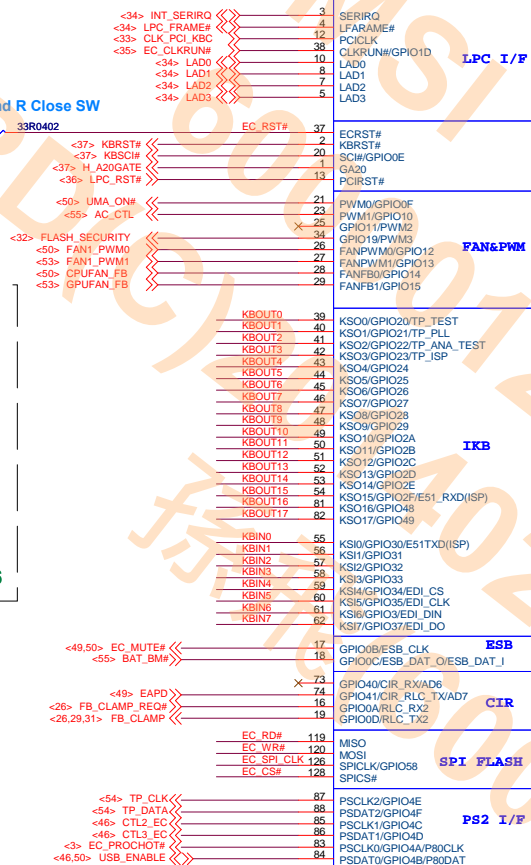 <34> INT_SERIRQ 3 SERIRQ
<34> LPC_FRAME# 4 LFARAME#
<33> CLK_PCI_KBC 12 PCICLK
<35> EC_CLKRUN# 38 CLKRUN#/GPIO1D
<34> LAD0 10 LAD0 LPC I/F
<34> LAD1 8 LAD1
<34> LAD2 7 LAD2
<34> LAD3 5 LAD3
d R Close SW
33R0402 EC_RST# 37 ECRST#
<37> KBRST# 2 KBRST#
<37> KBSCI# 20 SCI#/GPIO0E
<37> H_A20GATE 1 GA20
<36> LPC_RST# 13 PCIRST#
<50> UMA_ON# 21 PWM0/GPIO0F
<55> AC_CTL 23 PWM1/GPIO10
25 GPIO11/PWM2
<32> FLASH_SECURITY 34 GPIO19/PWM3
<50> FAN1_PWM0 26 FANPWM0/GPIO12 FAN&PWM
<53> FAN1_PWM1 27 FANPWM1/GPIO13
<50> CPUFAN_FB 28 FANFB0/GPIO14
<53> GPUFAN_FB 29 FANFB1/GPIO15
KBOUT0 39 KSO0/GPIO20/TP_TEST
KBOUT1 40 KSO1/GPIO21/TP_PLL
KBOUT2 41 KSO2/GPIO22/TP_ANA_TEST
KBOUT3 42 KSO3/GPIO23/TP_ISP
KBOUT4 43 KSO4/GPIO24
KBOUT5 44 KSO5/GPIO25
KBOUT6 45 KSO6/GPIO26
KBOUT7 46 KSO7/GPIO27
KBOUT8 47 KSO8/GPIO28
KBOUT9 48 KSO9/GPIO29
KBOUT10 49 KSO10/GPIO2A
KBOUT11 50 KSO11/GPIO2B IKB
KBOUT12 51 KSO12/GPIO2C
KBOUT13 52 KSO13/GPIO2D
KBOUT14 53 KSO14/GPIO2E
KBOUT15 54 KSO15/GPIO2F/E51_RXD(ISP)
KBOUT16 81 KSO16/GPIO48
KBOUT17 82 KSO17/GPIO49
KBIN0 55 KSI0/GPIO30/E51TXD(ISP)
KBIN1 56 KSI1/GPIO31
KBIN2 57 KSI2/GPIO32
KBIN3 58 KSI3/GPIO33
KBIN4 59 KSI4/GPIO34/EDI_CS
KBIN5 60 KSI5/GPIO35/EDI_CLK
KBIN6 61 KSI6/GPIO3/EDI_DIN
KBIN7 62 KSI7/GPIO37/EDI_DO
<49,50> EC_MUTE# 17 GPIO0B/ESB_CLK ESB
<55> BAT_BM# 18 GPIO0C/ESB_DAT_O/ESB_DAT_I
73 GPIO40/CIR_RX/AD6
<49> EAPD 74 GPIO41/CIR_RLC_TX/AD7
<26> FB_CLAMP_REQ# 16 GPIO0A/RLC_RX2 CIR
<26,29,31> FB_CLAMP 19 GPIO0D/RLC_TX2
EC_RD# 119 MISO
EC_WR# 120 MOSI
EC_SPI_CLK 126 SPICLK/GPIO58 SPI FLASH
EC_CS# 128 SPICS#
<54> TP_CLK 87 PSCLK2/GPIO4E
<54> TP_DATA 88 PSDAT2/GPIO4F
<46> CTL2_EC 85 PSCLK1/GPIO4C PS2 I/F
<46> CTL3_EC 86 PSDAT1/GPIO4D
<3> EC_PROCHOT# 83 PSCLK0/GPIO4A/P80CLK
<46,50> USB_ENABLE 84 PSDAT0/GPIO4B/P80DAT